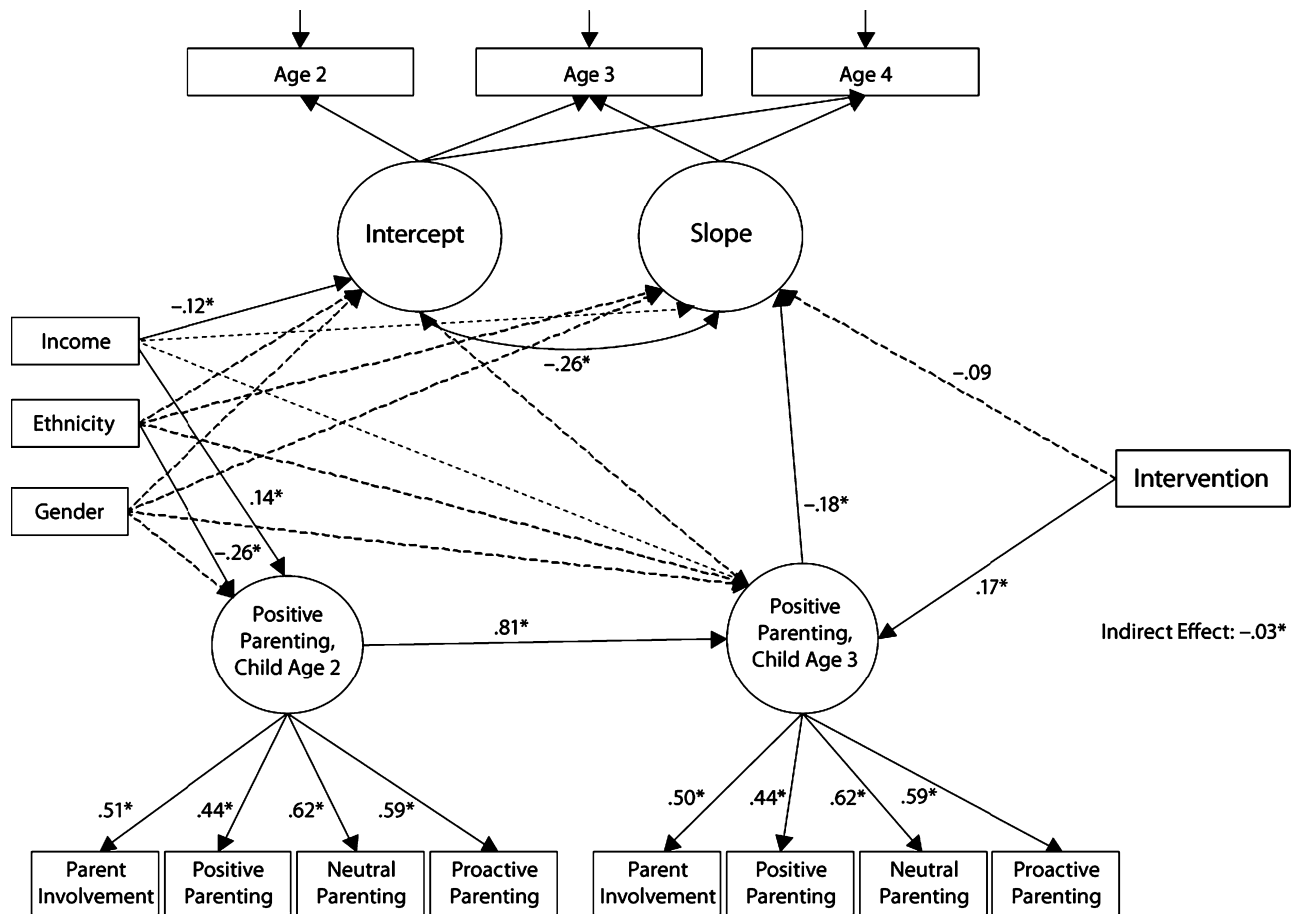 Age 2
Age 3
Age 4
Intercept
Slope
–.12*
Income
–.26*
–.09
Ethnicity
Intervention
.14*
–.18*
Gender
–.26*
.17*
Positive
Parenting,
Child Age 2
.81*
Positive
Parenting,
Child Age 3
Indirect Effect: –.03*
.51*
.44*
.62*
.59*
.50*
.44*
.62*
.59*
Parent
Involvement
Positive
Parenting
Neutral
Parenting
Proactive
Parenting
Parent
Involvement
Positive
Parenting
Neutral
Parenting
Proactive
Parenting